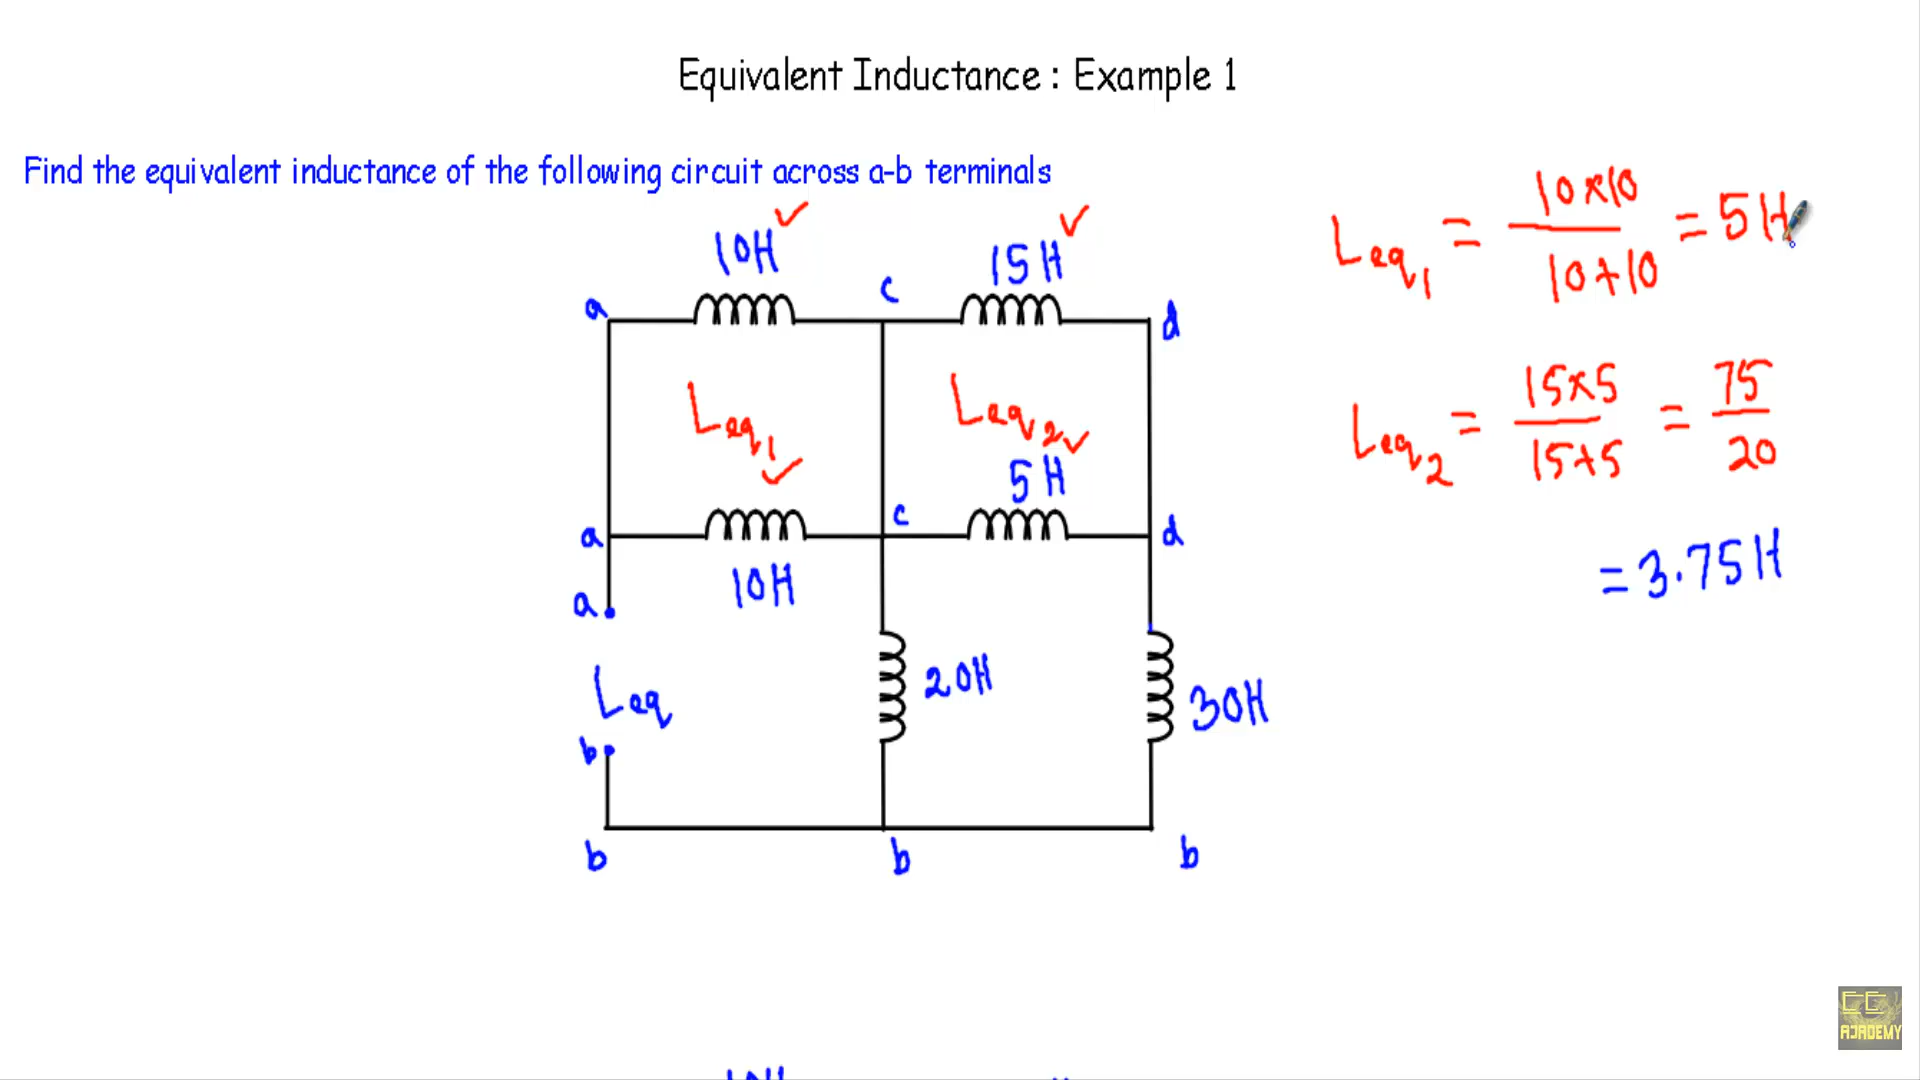 Equivalent Inductance : Example 1
Find the equivalent inductance of the following circuit across a-b terminals
10H
15H
a
c
d
Leq1
Leq2
5H
a
c
d
10H
a
Leq
20H
30H
b
b
b
b
Leq1 = 10×10 / 10+10 = 5H
Leq2 = 15×5 / 15+5 = 75 / 20
= 3.75H
EE
ACADEMY